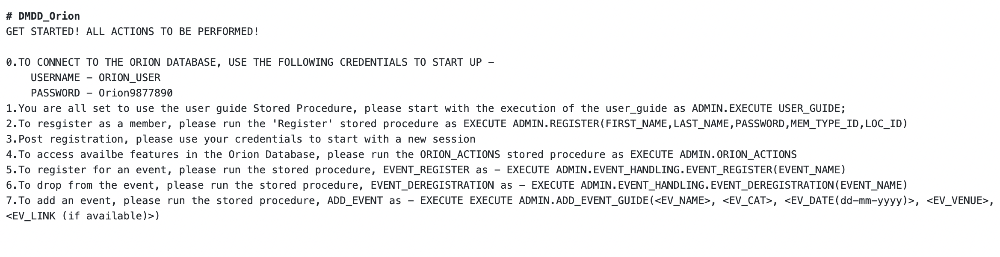 # DMDD_Orion
GET STARTED! ALL ACTIONS TO BE PERFORMED!
0.TO CONNECT TO THE ORION DATABASE, USE THE FOLLOWING CREDENTIALS TO START UP –
USERNAME – ORION_USER
PASSWORD – Orion9877890
1.You are all set to use the user guide Stored Procedure, please start with the execution of the user_guide as ADMIN.EXECUTE USER_GUIDE;
2.To resgister as a member, please run the 'Register' stored procedure as EXECUTE ADMIN.REGISTER(FIRST_NAME,LAST_NAME,PASSWORD,MEM_TYPE_ID,LOC_ID)
3.Post registration, please use your credentials to start with a new session
4.To access availbe features in the Orion Database, please run the ORION_ACTIONS stored procedure as EXECUTE ADMIN.ORION_ACTIONS
5.To register for an event, please run the stored procedure, EVENT_REGISTER as – EXECUTE ADMIN.EVENT_HANDLING.EVENT_REGISTER(EVENT_NAME)
6.To drop from the event, please run the stored procedure, EVENT_DEREGISTRATION as – EXECUTE ADMIN.EVENT_HANDLING.EVENT_DEREGISTRATION(EVENT_NAME)
7.To add an event, please run the stored procedure, ADD_EVENT as – EXECUTE EXECUTE ADMIN.ADD_EVENT_GUIDE(<EV_NAME>, <EV_CAT>, <EV_DATE(dd-mm-yyyy)>, <EV_VENUE>,
<EV_LINK (if available)>)